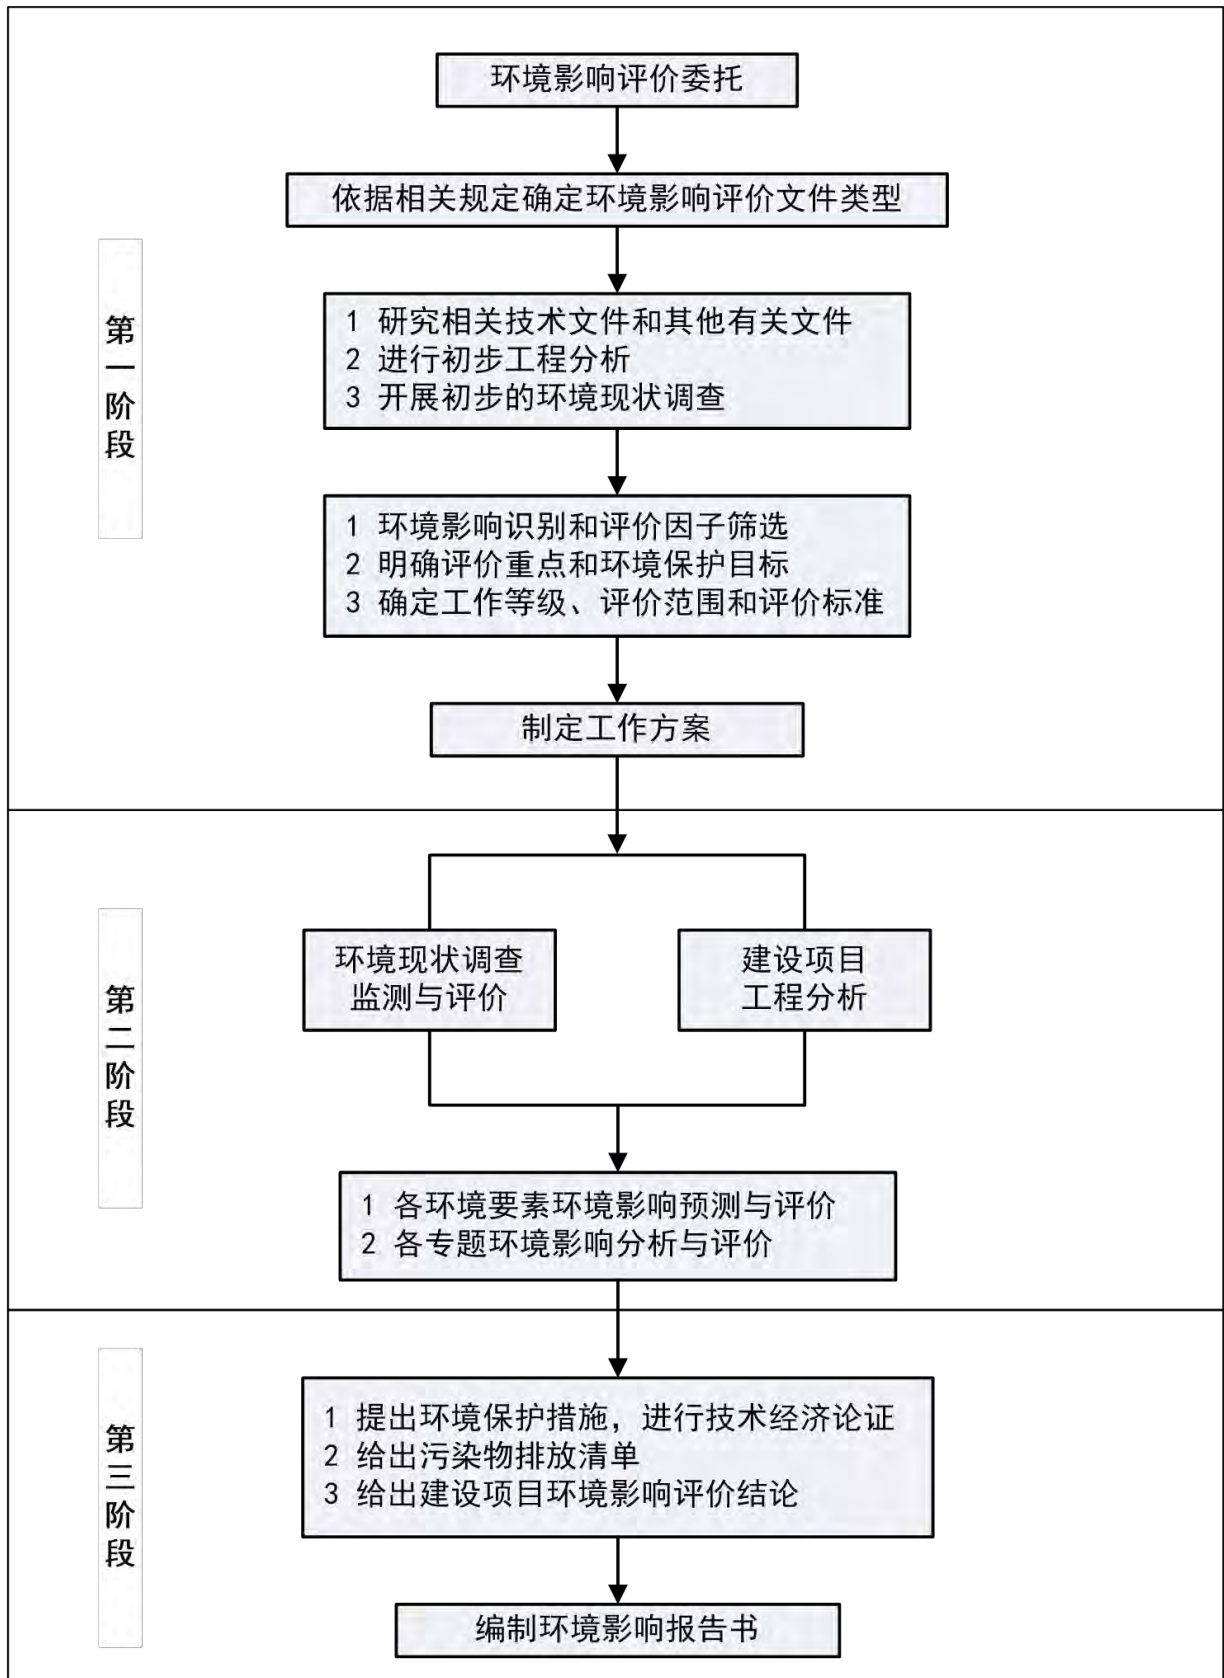 环境影响评价委托
依据相关规定确定环境影响评价文件类型
第一阶段
1 研究相关技术文件和其他有关文件
2 进行初步工程分析
3 开展初步的环境现状调查
1 环境影响识别和评价因子筛选
2 明确评价重点和环境保护目标
3 确定工作等级、评价范围和评价标准
制定工作方案
第二阶段
环境现状调查
监测与评价
建设项目
工程分析
1 各环境要素环境影响预测与评价
2 各专题环境影响分析与评价
第三阶段
1 提出环境保护措施，进行技术经济论证
2 给出污染物排放清单
3 给出建设项目环境影响评价结论
编制环境影响报告书